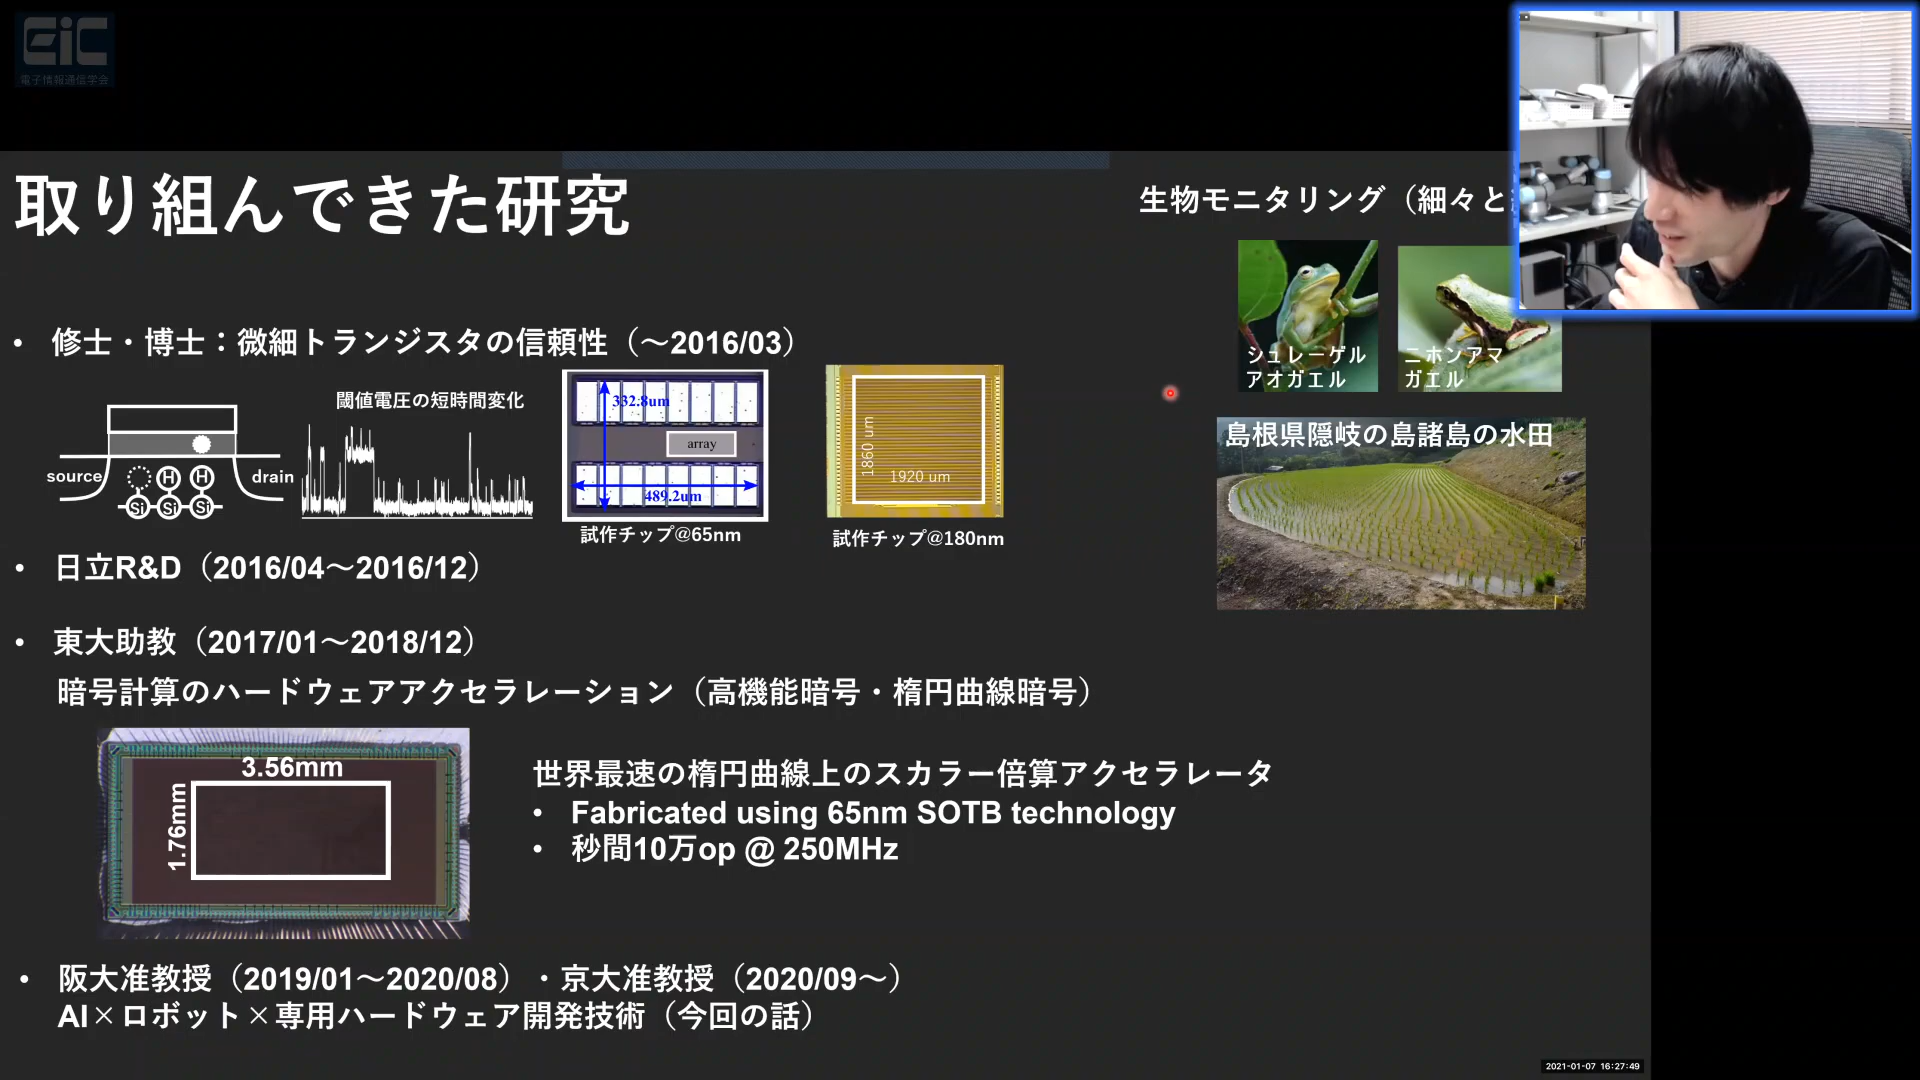 EiC
電子情報通信学会
取り組んできた研究
生物モニタリング（細々と
シュレーゲル
アオガエル
ニホンアマ
ガエル
島根県隠岐の島諸島の水田
• 修士・博士：微細トランジスタの信頼性（～2016/03）
閾値電圧の短時間変化
source
drain
H
H
Si
Si
Si
332.8um
array
489.2um
試作チップ@65nm
1860 um
1920 um
試作チップ@180nm
• 日立R&D（2016/04～2016/12）
• 東大助教（2017/01～2018/12）
暗号計算のハードウェアアクセラレーション（高機能暗号・楕円曲線暗号）
3.56mm
1.76mm
世界最速の楕円曲線上のスカラー倍算アクセラレータ
• Fabricated using 65nm SOTB technology
• 秒間10万op @ 250MHz
• 阪大准教授（2019/01～2020/08）・京大准教授（2020/09～）
AI×ロボット×専用ハードウェア開発技術（今回の話）
2021-01-07 16:27:49